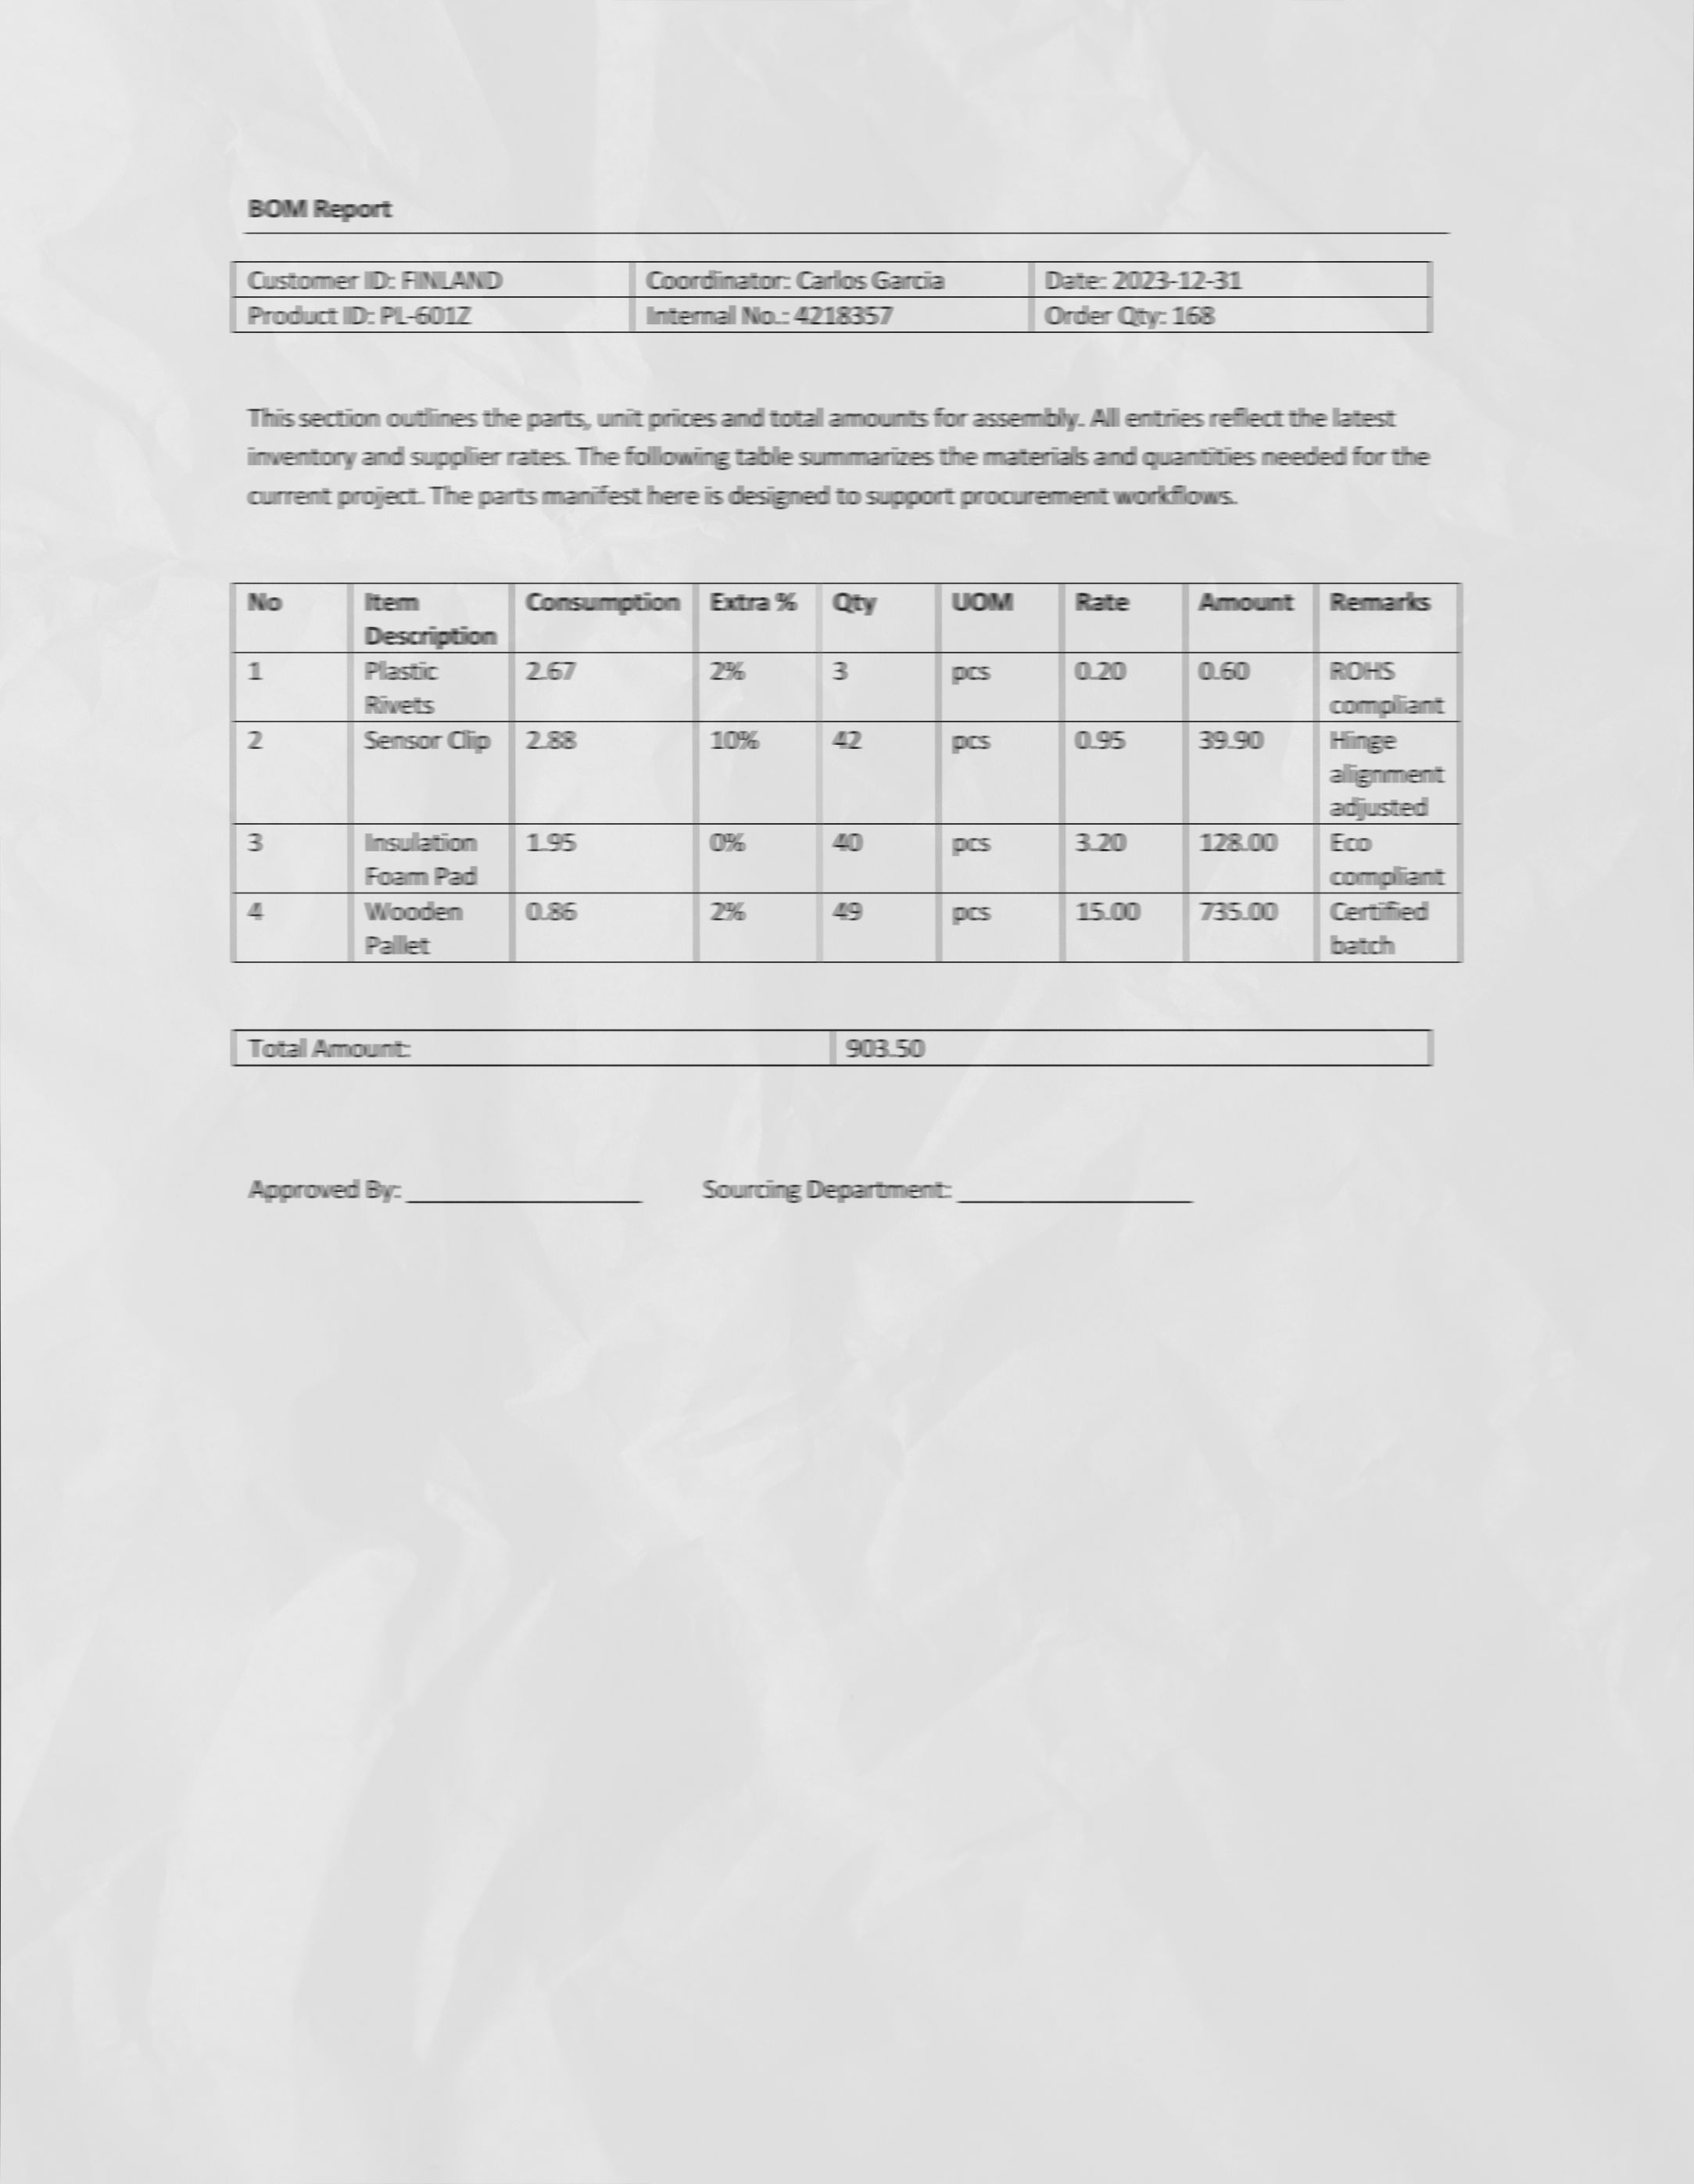 BOM Report
Customer ID: FINLAND Coordinator: Carlos Garcia Date: 2023-12-31
Product ID: PL-601Z Internal No.: 4218357 Order Qty: 168
This section outlines the parts, unit prices and total amounts for assembly. All entries reflect the latest
inventory and supplier rates. The following table summarizes the materials and quantities needed for the
current project. The parts manifest here is designed to support procurement workflows.
No Item Description Consumption Extra % Qty UOM Rate Amount Remarks
1 Plastic Rivets 2.67 2% 3 pcs 0.20 0.60 ROHS compliant
2 Sensor Clip 2.88 10% 42 pcs 0.95 39.90 Hinge alignment adjusted
3 Insulation Foam Pad 1.95 0% 40 pcs 3.20 128.00 Eco compliant
4 Wooden Pallet 0.86 2% 49 pcs 15.00 735.00 Certified batch
Total Amount: 903.50
Approved By: __________________ Sourcing Department: __________________